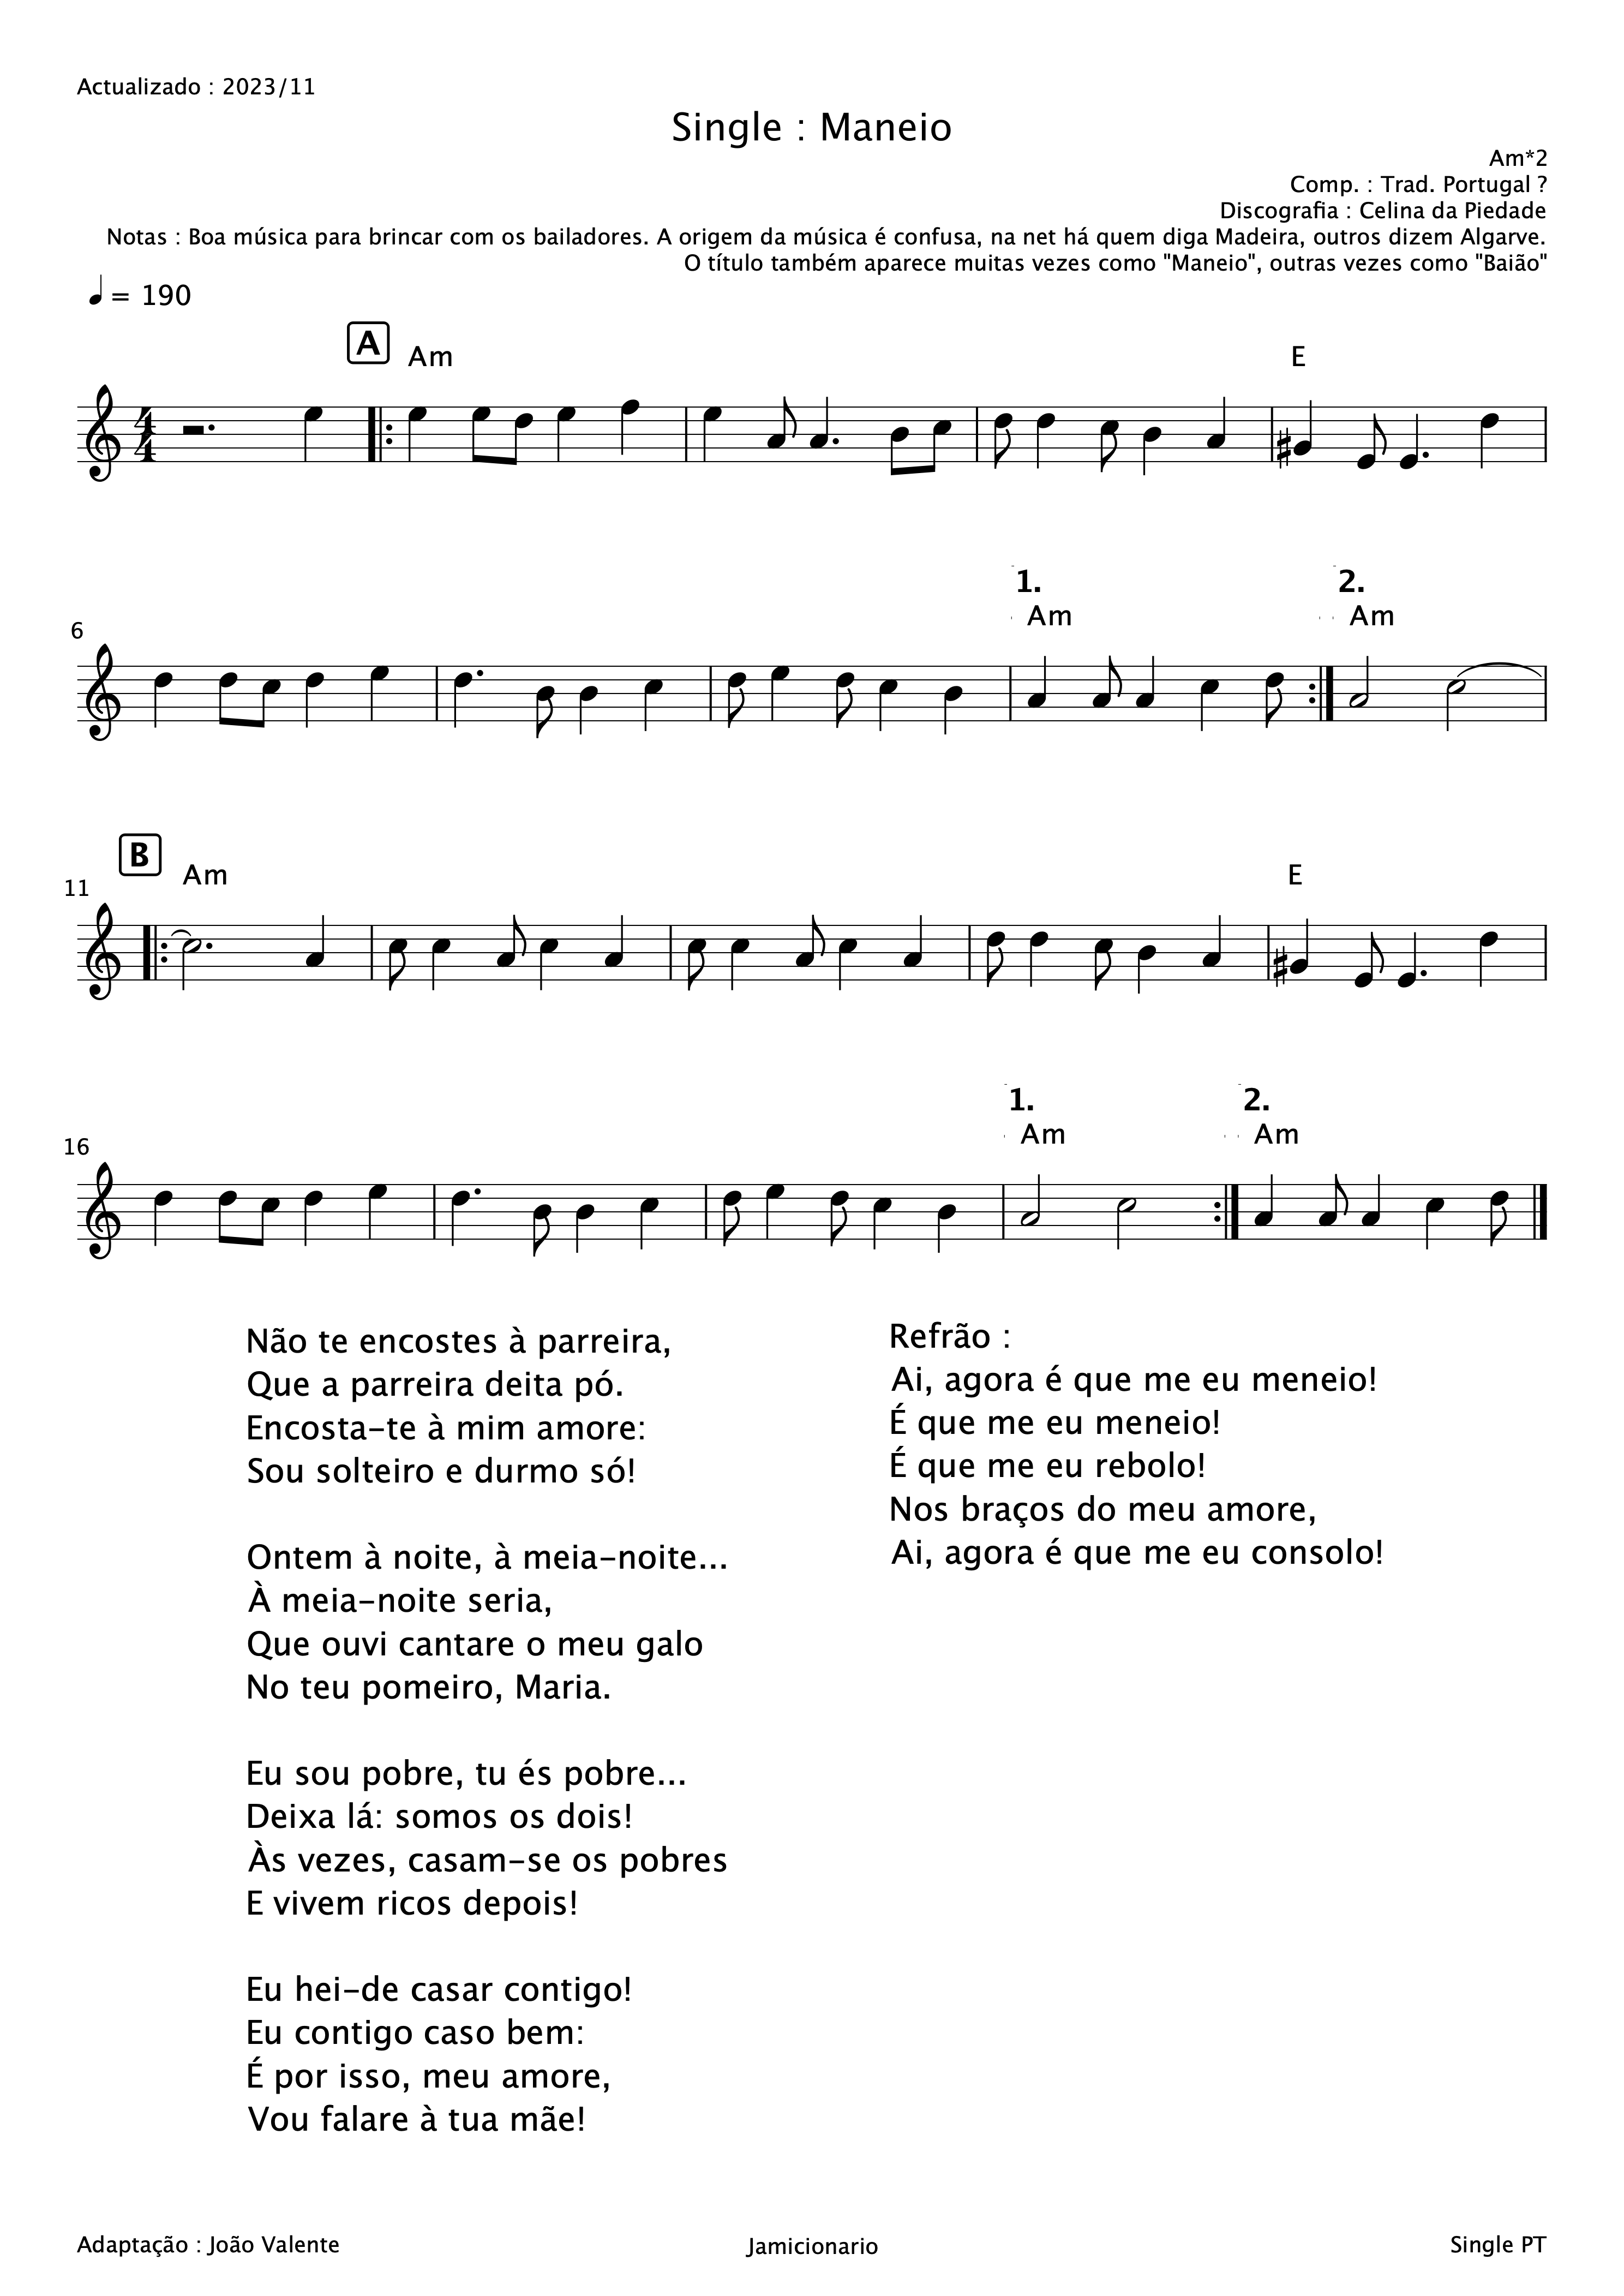 Actualizado : 2023/11
Single : Maneio
Am*2
Comp. : Trad. Portugal ?
Discografia : Celina da Piedade
Notas : Boa música para brincar com os bailadores. A origem da música é confusa, na net há quem diga Madeira, outros dizem Algarve.
O título também aparece muitas vezes como "Maneio", outras vezes como "Baião"
= 190
A Am E
4
4
1. 2.
6 Am Am
B Am E
11
1. 2.
16 Am Am
Não te encostes à parreira,
Que a parreira deita pó.
Encosta-te à mim amore:
Sou solteiro e durmo só!
Ontem à noite, à meia-noite...
À meia-noite seria,
Que ouvi cantare o meu galo
No teu pomeiro, Maria.
Eu sou pobre, tu és pobre...
Deixa lá: somos os dois!
Às vezes, casam-se os pobres
E vivem ricos depois!
Eu hei-de casar contigo!
Eu contigo caso bem:
É por isso, meu amore,
Vou falare à tua mãe!
Refrão :
Ai, agora é que me eu meneio!
É que me eu meneio!
É que me eu rebolo!
Nos braços do meu amore,
Ai, agora é que me eu consolo!
Adaptação : João Valente
Jamicionario
Single PT